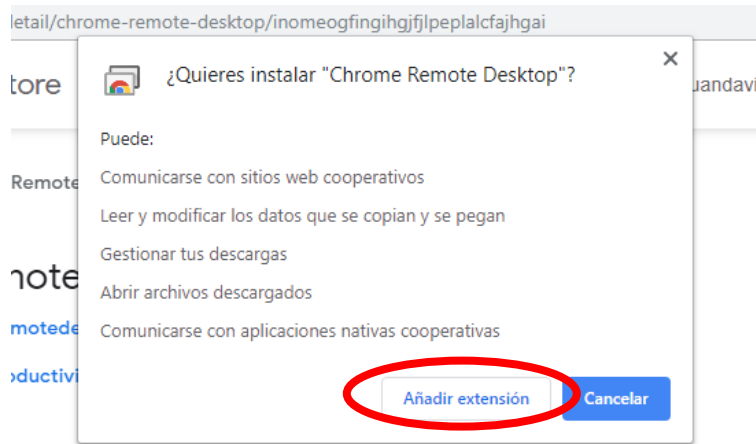 detail/chrome-remote-desktop/inomeogfingihgjfjlpeplalcfajhgai
tore
¿Quieres instalar "Chrome Remote Desktop"?
uandavi
Puede:
Remote
Comunicarse con sitios web cooperativos
Leer y modificar los datos que se copian y se pegan
Gestionar tus descargas
note
Abrir archivos descargados
motede
Comunicarse con aplicaciones nativas cooperativas
oductivi
Añadir extensión
Cancelar